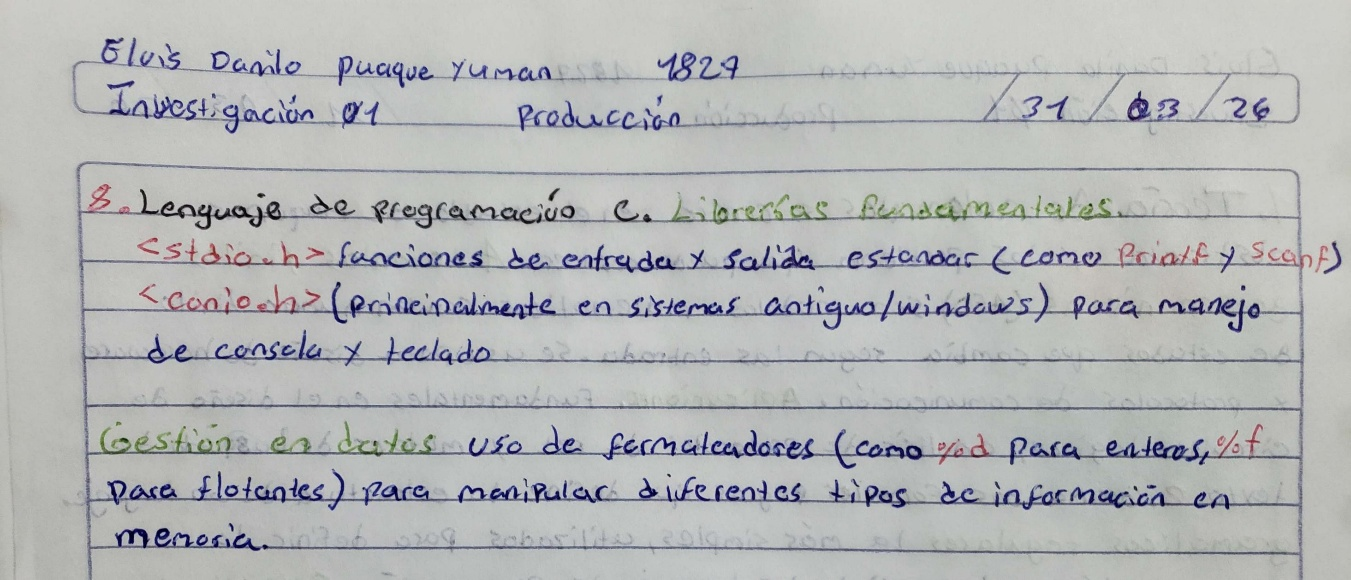 Elvis Danilo Puaque Yuman 1827
Investigación 01 Producción /31/03/26
8. Lenguaje de programación C. Librerías fundamentales.
<stdio.h> funciones de entrada y salida estandar (como Printf y Scanf)
<conio.h> (principalmente en sistemas antiguo/windows) para manejo
de consola y teclado
Gestión en datos uso de formateadores (como %d para enteros, %f
para flotantes) para manipular diferentes tipos de información en
memoria.